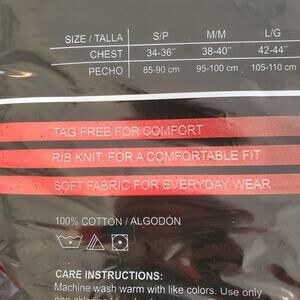 SIZE / TALLA S/P M/M L/G
CHEST 34-36" 38-40" 42-44"
PECHO 85-90 cm 95-100 cm 105-110 cm
TAG FREE FOR COMFORT
RIB KNIT FOR A COMFORTABLE FIT
SOFT FABRIC FOR EVERYDAY WEAR
100% COTTON / ALGODÓN
CARE INSTRUCTIONS:
Machine wash warm with like colors. Use only